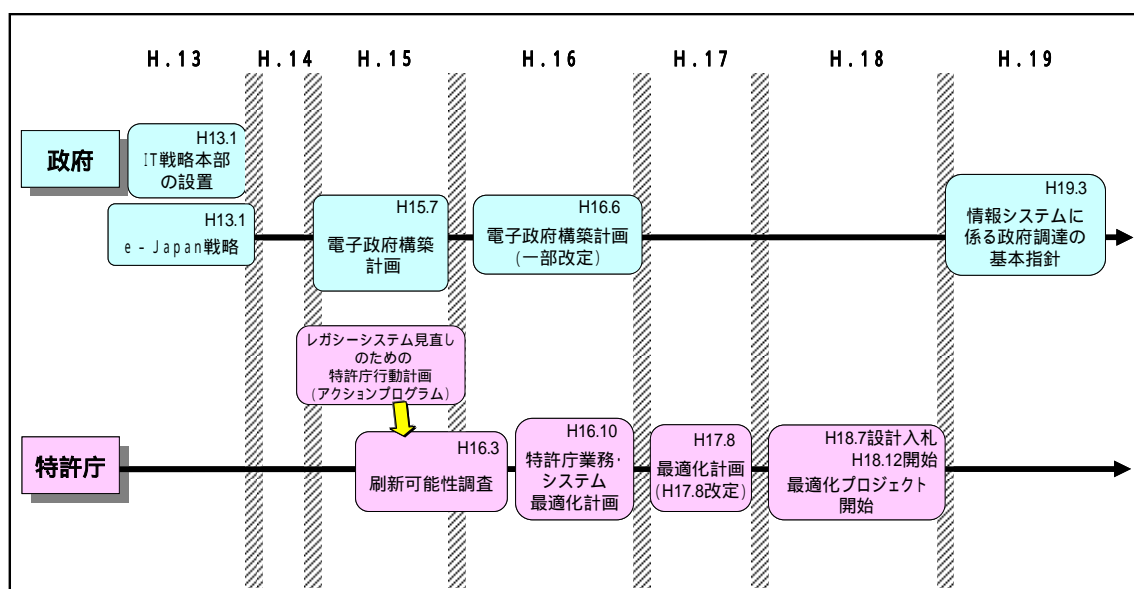 H.13 H.14 H.15 H.16 H.17 H.18 H.19
政府
H13.1
IT戦略本部
の設置
H13.1
e-Japan戦略
H15.7
電子政府構築
計画
H16.6
電子政府構築計画
(一部改定)
H19.3
情報システムに
係る政府調達の
基本指針
レガシーシステム見直し
のための
特許庁行動計画
(アクションプログラム)
特許庁
H16.3
刷新可能性調査
H16.10
特許庁業務・
システム
最適化計画
H17.8
最適化計画
(H17.8改定)
H18.7設計入札
H18.12開始
最適化プロジェクト
開始